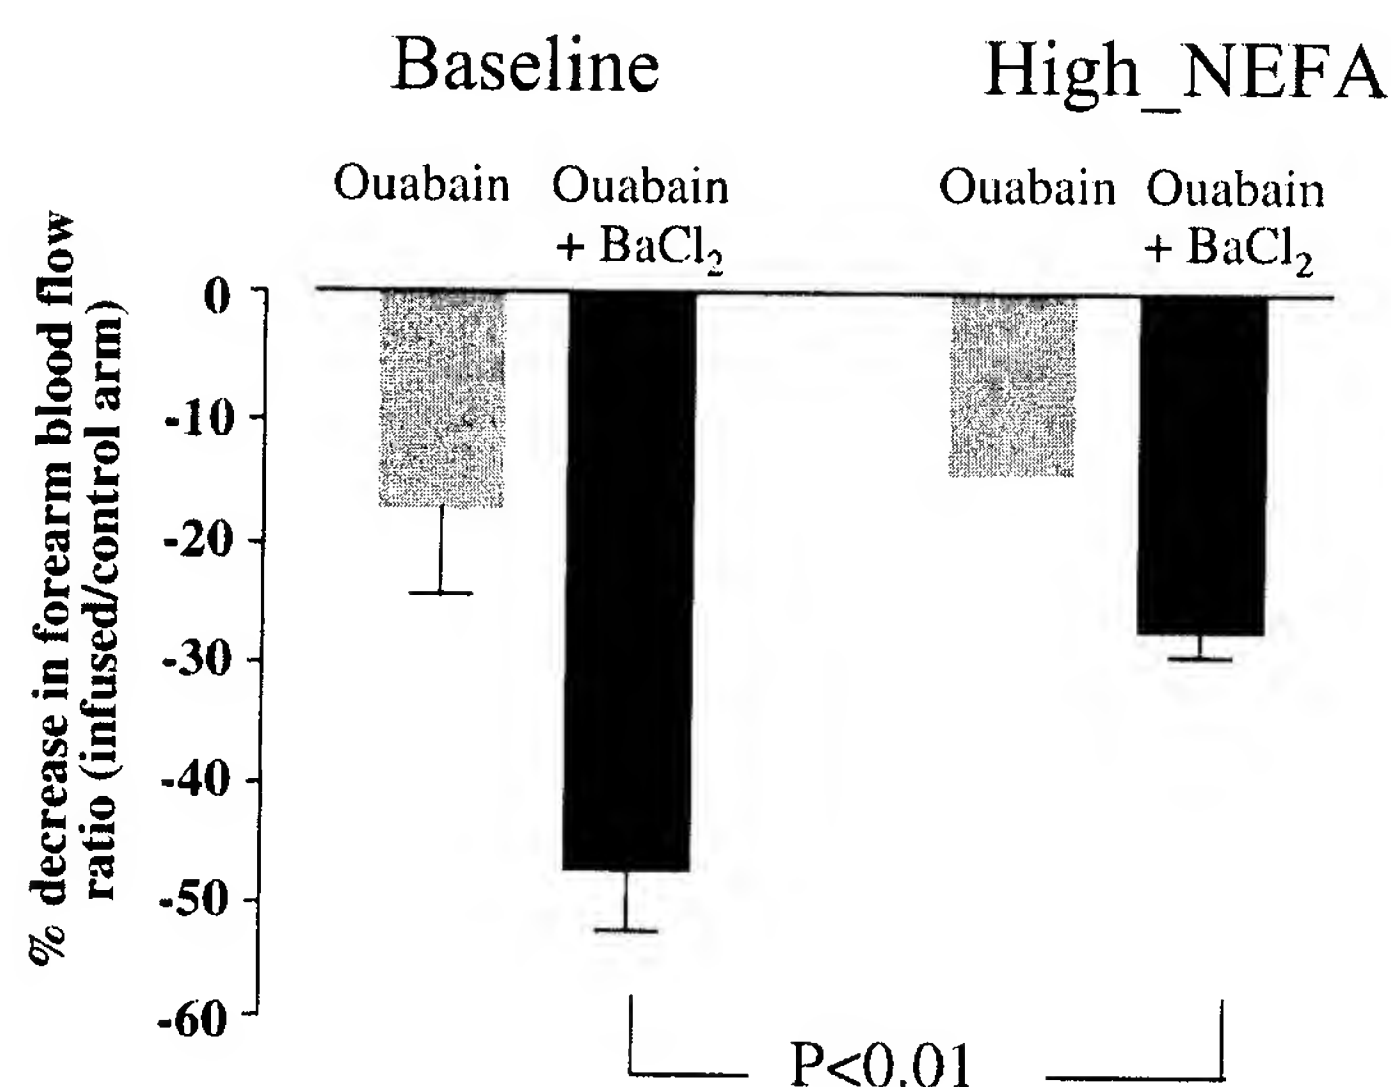 Baseline High_NEFA
Ouabain Ouabain Ouabain Ouabain
+ BaCl₂ + BaCl₂
% decrease in forearm blood flow
ratio (infused/control arm)
0
-10
-20
-30
-40
-50
-60
P<0.01